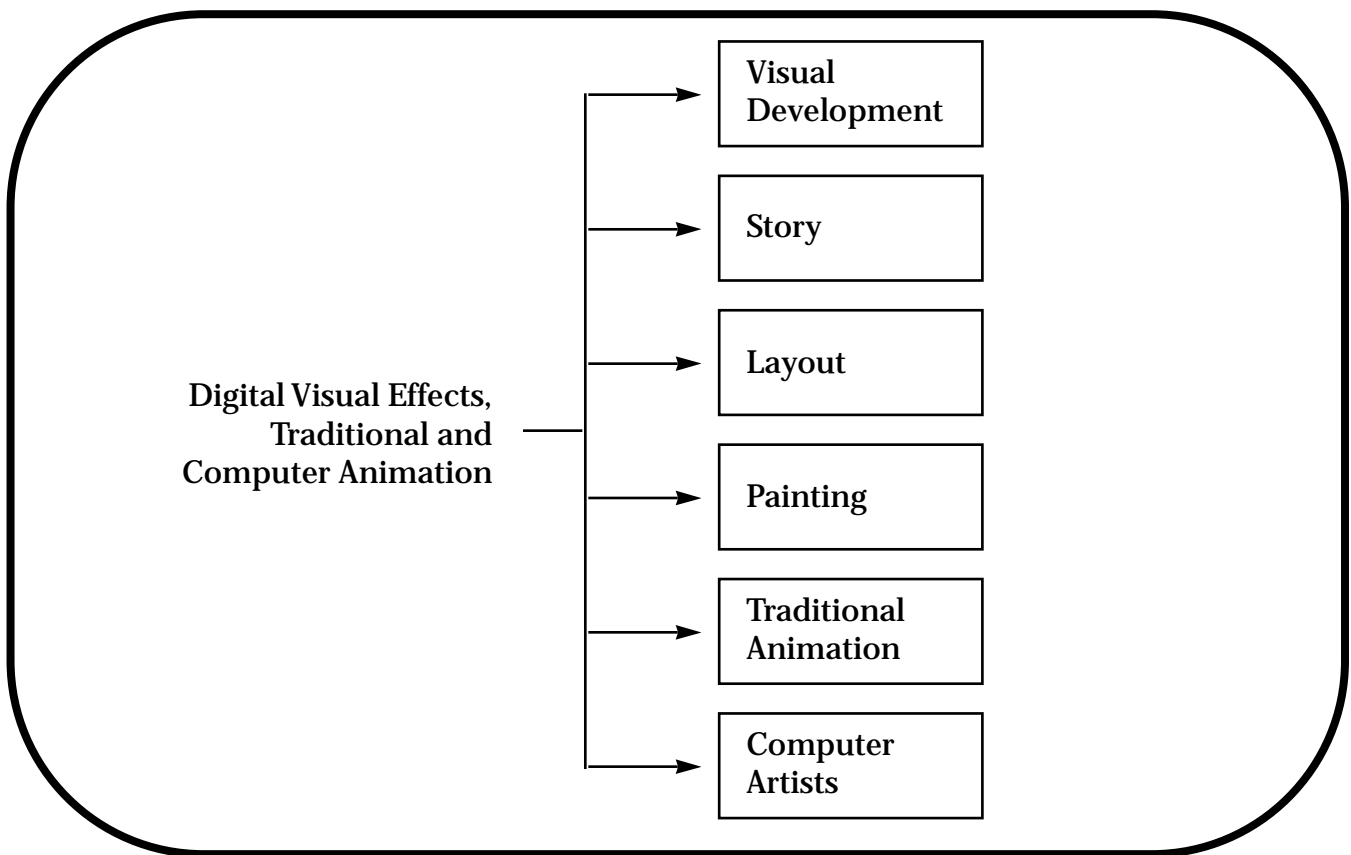 Visual
Development
Story
Layout
Digital Visual Effects,
Traditional and
Computer Animation
Painting
Traditional
Animation
Computer
Artists